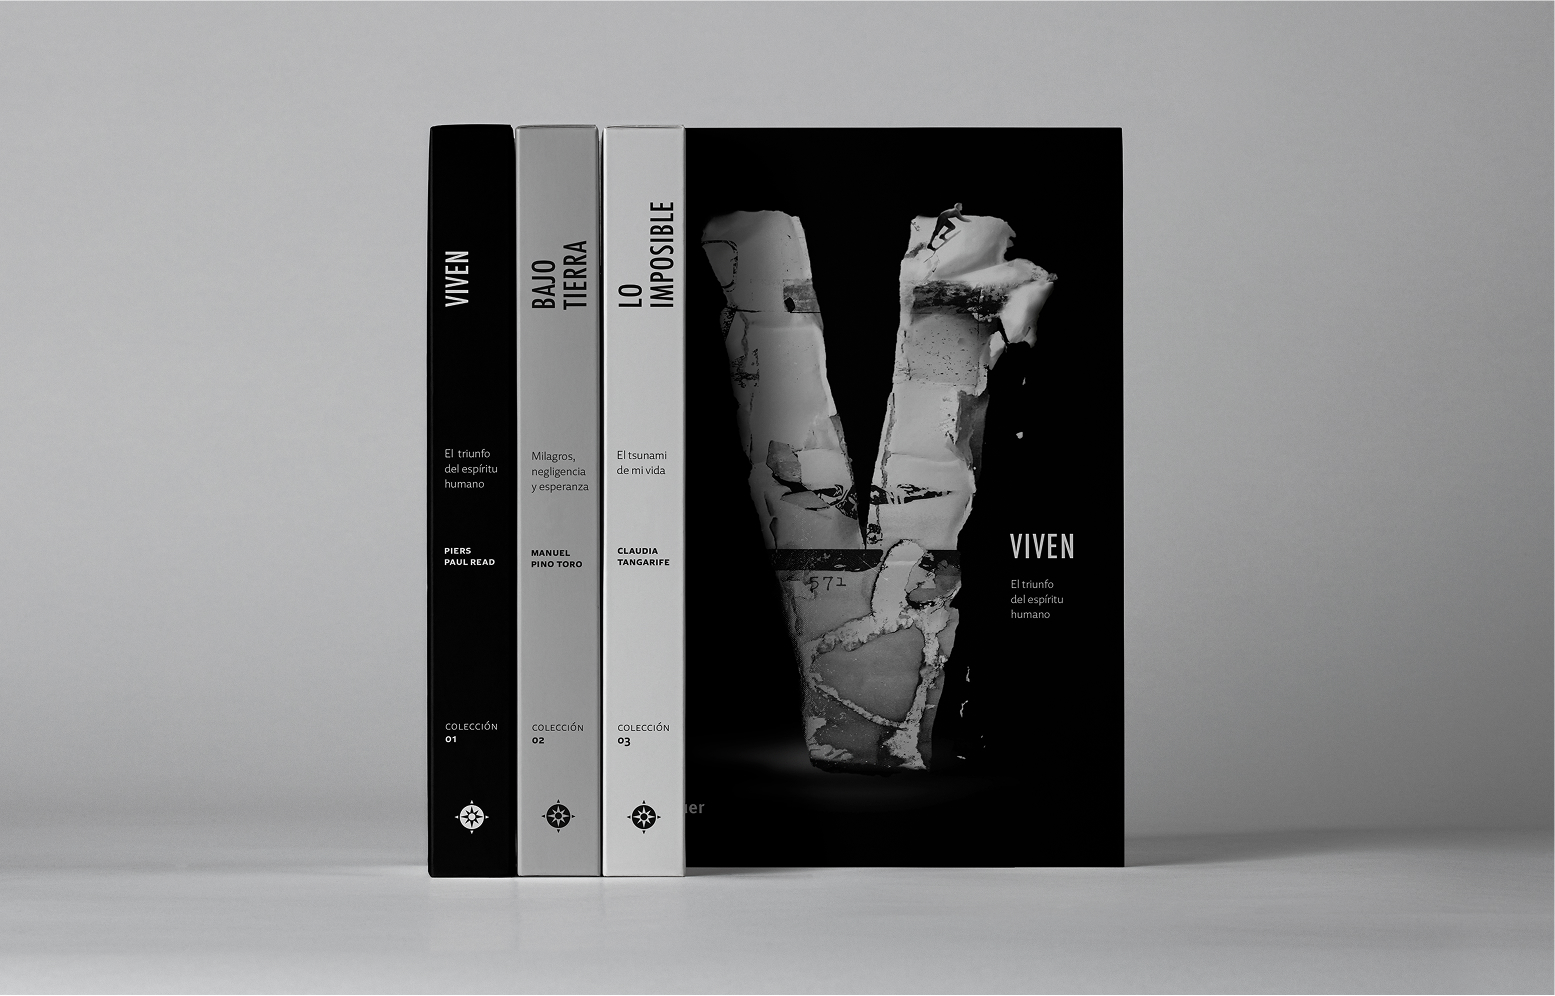 VIVEN
El triunfo
del espíritu
humano
PIERS
PAUL READ
COLECCIÓN
01
BAJO
TIERRA
Milagros,
negligencia
y esperanza
MANUEL
PINO TORO
COLECCIÓN
02
LO
IMPOSIBLE
El tsunami
de mi vida
CLAUDIA
TANGARIFE
COLECCIÓN
03
571
VIVEN
El triunfo
del espíritu
humano